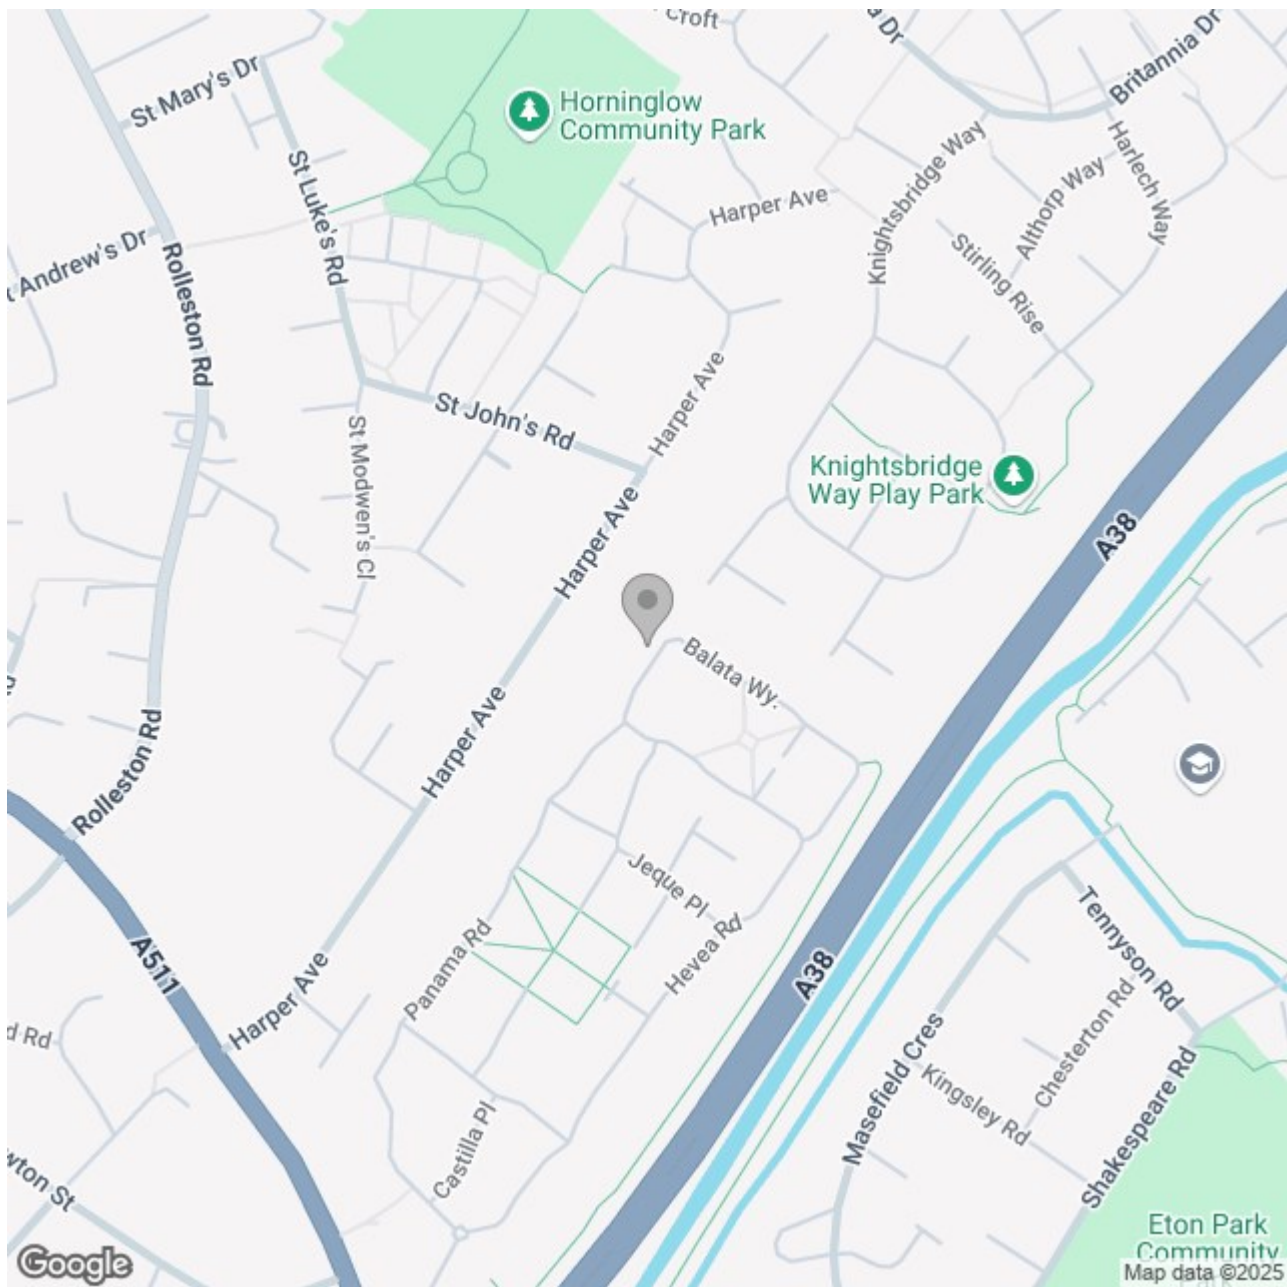 Croft
a Dr
Britannia Dr
St Mary's Dr
Horninglow
Community Park
Knightsbridge Way
Harlech Way
Althorp Way
St Luke's Rd
Harper Ave
t Andrew's Dr
Rolleston Rd
Stirling Rise
Harper Ave
St John's Rd
St Modwen's Cl
Knightsbridge
Way Play Park
Harper Ave
A38
Balata Wy.
Harper Ave
Rolleston Rd
Jeque Pl
Hevea Rd
Panama Rd
A511
A38
Tennyson Rd
Harper Ave
d Rd
Masefield Cres
Chesterton Rd
Kingsley Rd
Shakespeare Rd
Castilla Pl
wton St
Eton Park
Community
Google
Map data ©2025